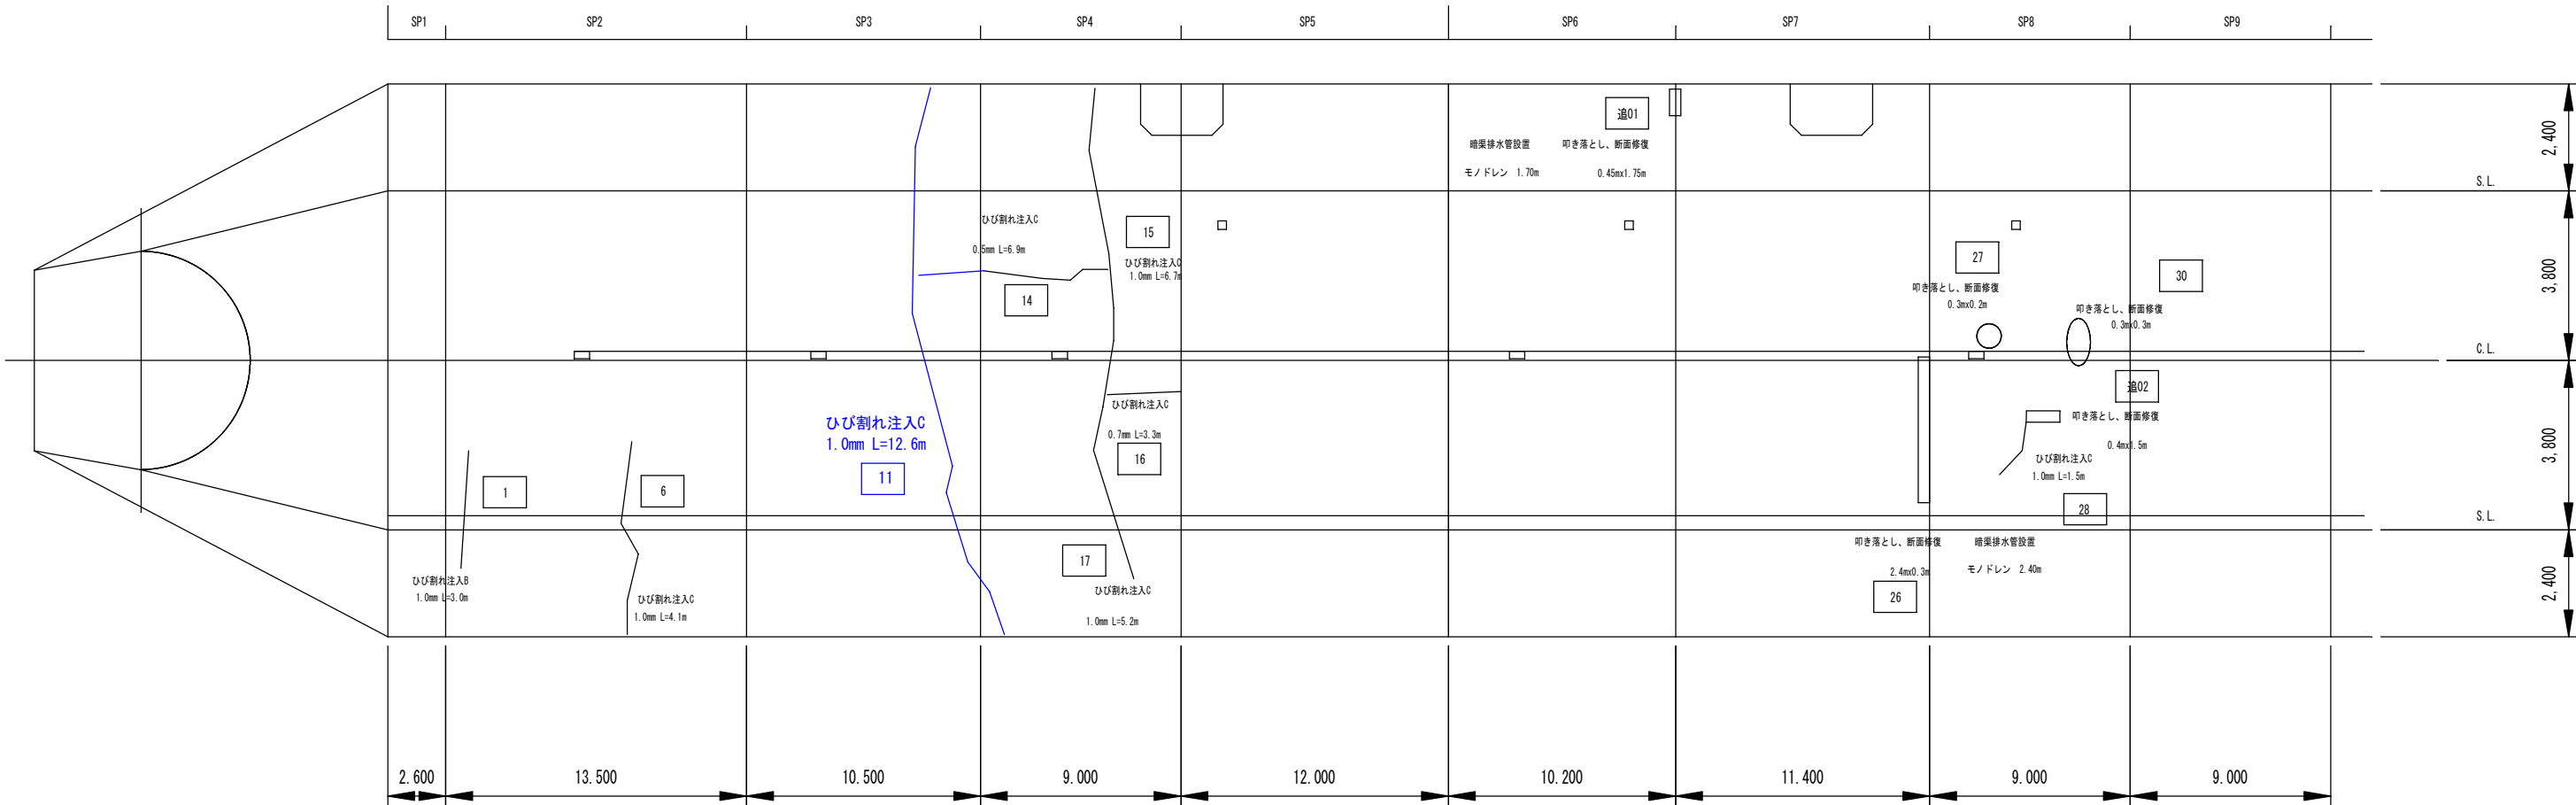 SP1
SP2
SP3
SP4
SP5
SP6
SP7
SP8
SP9
追01
暗渠排水管設置
叩き落とし、断面修復
モノドレン 1.70m
0.45mx1.75m
2,400
S.L.
ひび割れ注入C
0.5mm L=6.9m
14
15
ひび割れ注入C
1.0mm L=6.7m
27
叩き落とし、断面修復
0.3mx0.2m
30
叩き落とし、断面修復
0.3mx0.3m
3,800
C.L.
ひび割れ注入C
1.0mm L=12.6m
11
ひび割れ注入C
0.7mm L=3.3m
16
追02
叩き落とし、断面修復
0.4mx1.5m
ひび割れ注入C
1.0mm L=1.5m
28
3,800
1
6
S.L.
ひび割れ注入B
1.0mm L=3.0m
ひび割れ注入C
1.0mm L=4.1m
17
ひび割れ注入C
1.0mm L=5.2m
叩き落とし、断面修復
2.4mx0.3m
26
暗渠排水管設置
モノドレン 2.40m
2,400
2.600
13.500
10.500
9.000
12.000
10.200
11.400
9.000
9.000